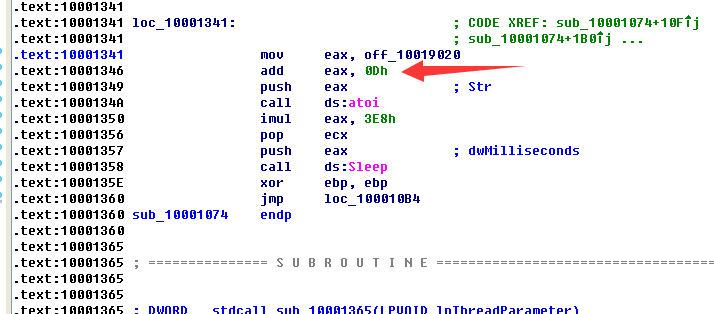 .text:10001341
.text:10001341 loc_10001341: ; CODE XREF: sub_10001074+10Fîj
.text:10001341 ; sub_10001074+1B0îj ...
.text:10001341 mov eax, off_10019020
.text:10001346 add eax, 0Dh
.text:10001349 push eax ; Str
.text:1000134A call ds:atoi
.text:10001350 imul eax, 3E8h
.text:10001356 pop ecx
.text:10001357 push eax ; dwMilliseconds
.text:10001358 call ds:Sleep
.text:1000135E xor ebp, ebp
.text:10001360 jmp loc_100010B4
.text:10001360 sub_10001074 endp
.text:10001360
.text:10001365
.text:10001365 ; =============== S U B R O U T I N E =======================================
.text:10001365
.text:10001365
.text:10001365 ; DWORD __stdcall sub_10001365(LPVOID lpThreadParameter)